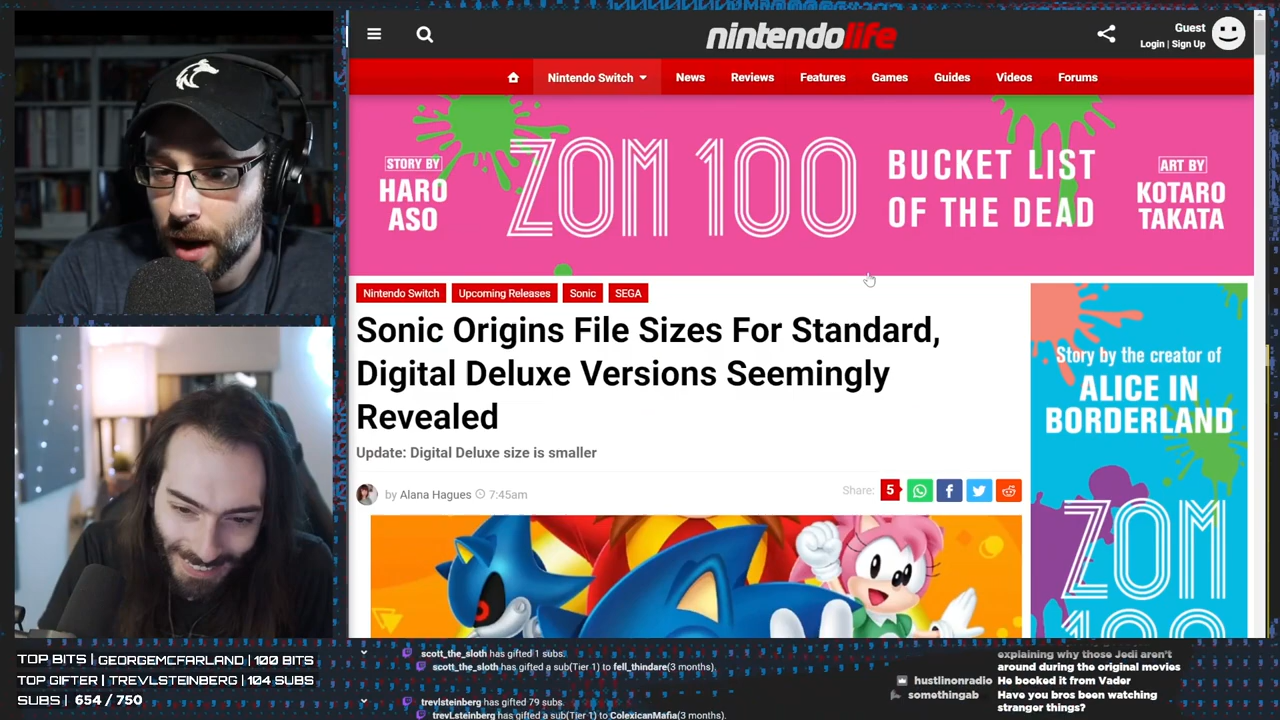 nintendolife
Guest
Login | Sign Up
Nintendo Switch
News
Reviews
Features
Games
Guides
Videos
Forums
STORY BY
HARO
ASO
ZOM 100
BUCKET LIST
OF THE DEAD
ART BY
KOTARO
TAKATA
Nintendo Switch
Upcoming Releases
Sonic
SEGA
Sonic Origins File Sizes For Standard,
Digital Deluxe Versions Seemingly
Revealed
Update: Digital Deluxe size is smaller
by Alana Hagues 7:45am
Share: 5
Story by the creator of
ALICE IN
BORDERLAND
ZOM
100
TOP BITS | GEORGEMCFARLAND | 100 BITS
TOP GIFTER | TREVLSTEINBERG | 104 SUBS
SUBS | 654 / 750
scott_the_sloth has gifted 1 subs.
scott_the_sloth has gifted a sub(Tier 1) to fell_thindare(3 months).
trevlsteinberg has gifted 79 subs.
trevLsteinberg has gifted a sub(Tier 1) to ColexicanMafia(3 months).
explaining why those Jedi aren't
around during the original movies
hustlinonradio He booked it from Vader
somethingab Have you bros been watching
stranger things?